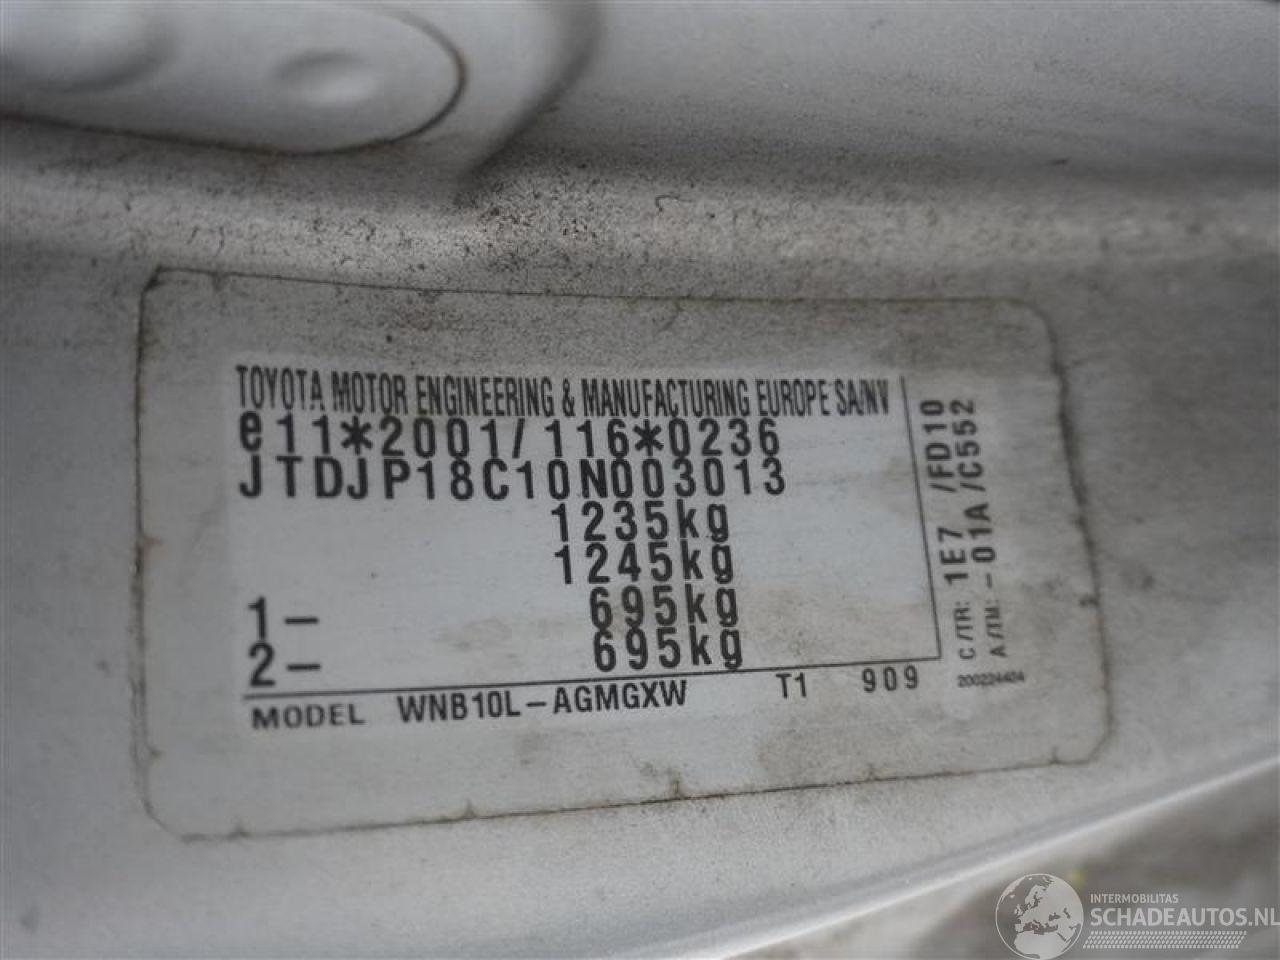 TOYOTA MOTOR ENGINEERING & MANUFACTURING EUROPE SA/NV
e11*2001/116*0236
JTDJP18C10N003013
1235kg
1245kg
1- 695kg
2- 695kg
MODEL WNB10L-AGMGXW T1 909
C/TR: 1E7 /FD10
A/TM: -01A/C552
200224404
INTERMOBILITAS
SCHADEAUTOS.NL